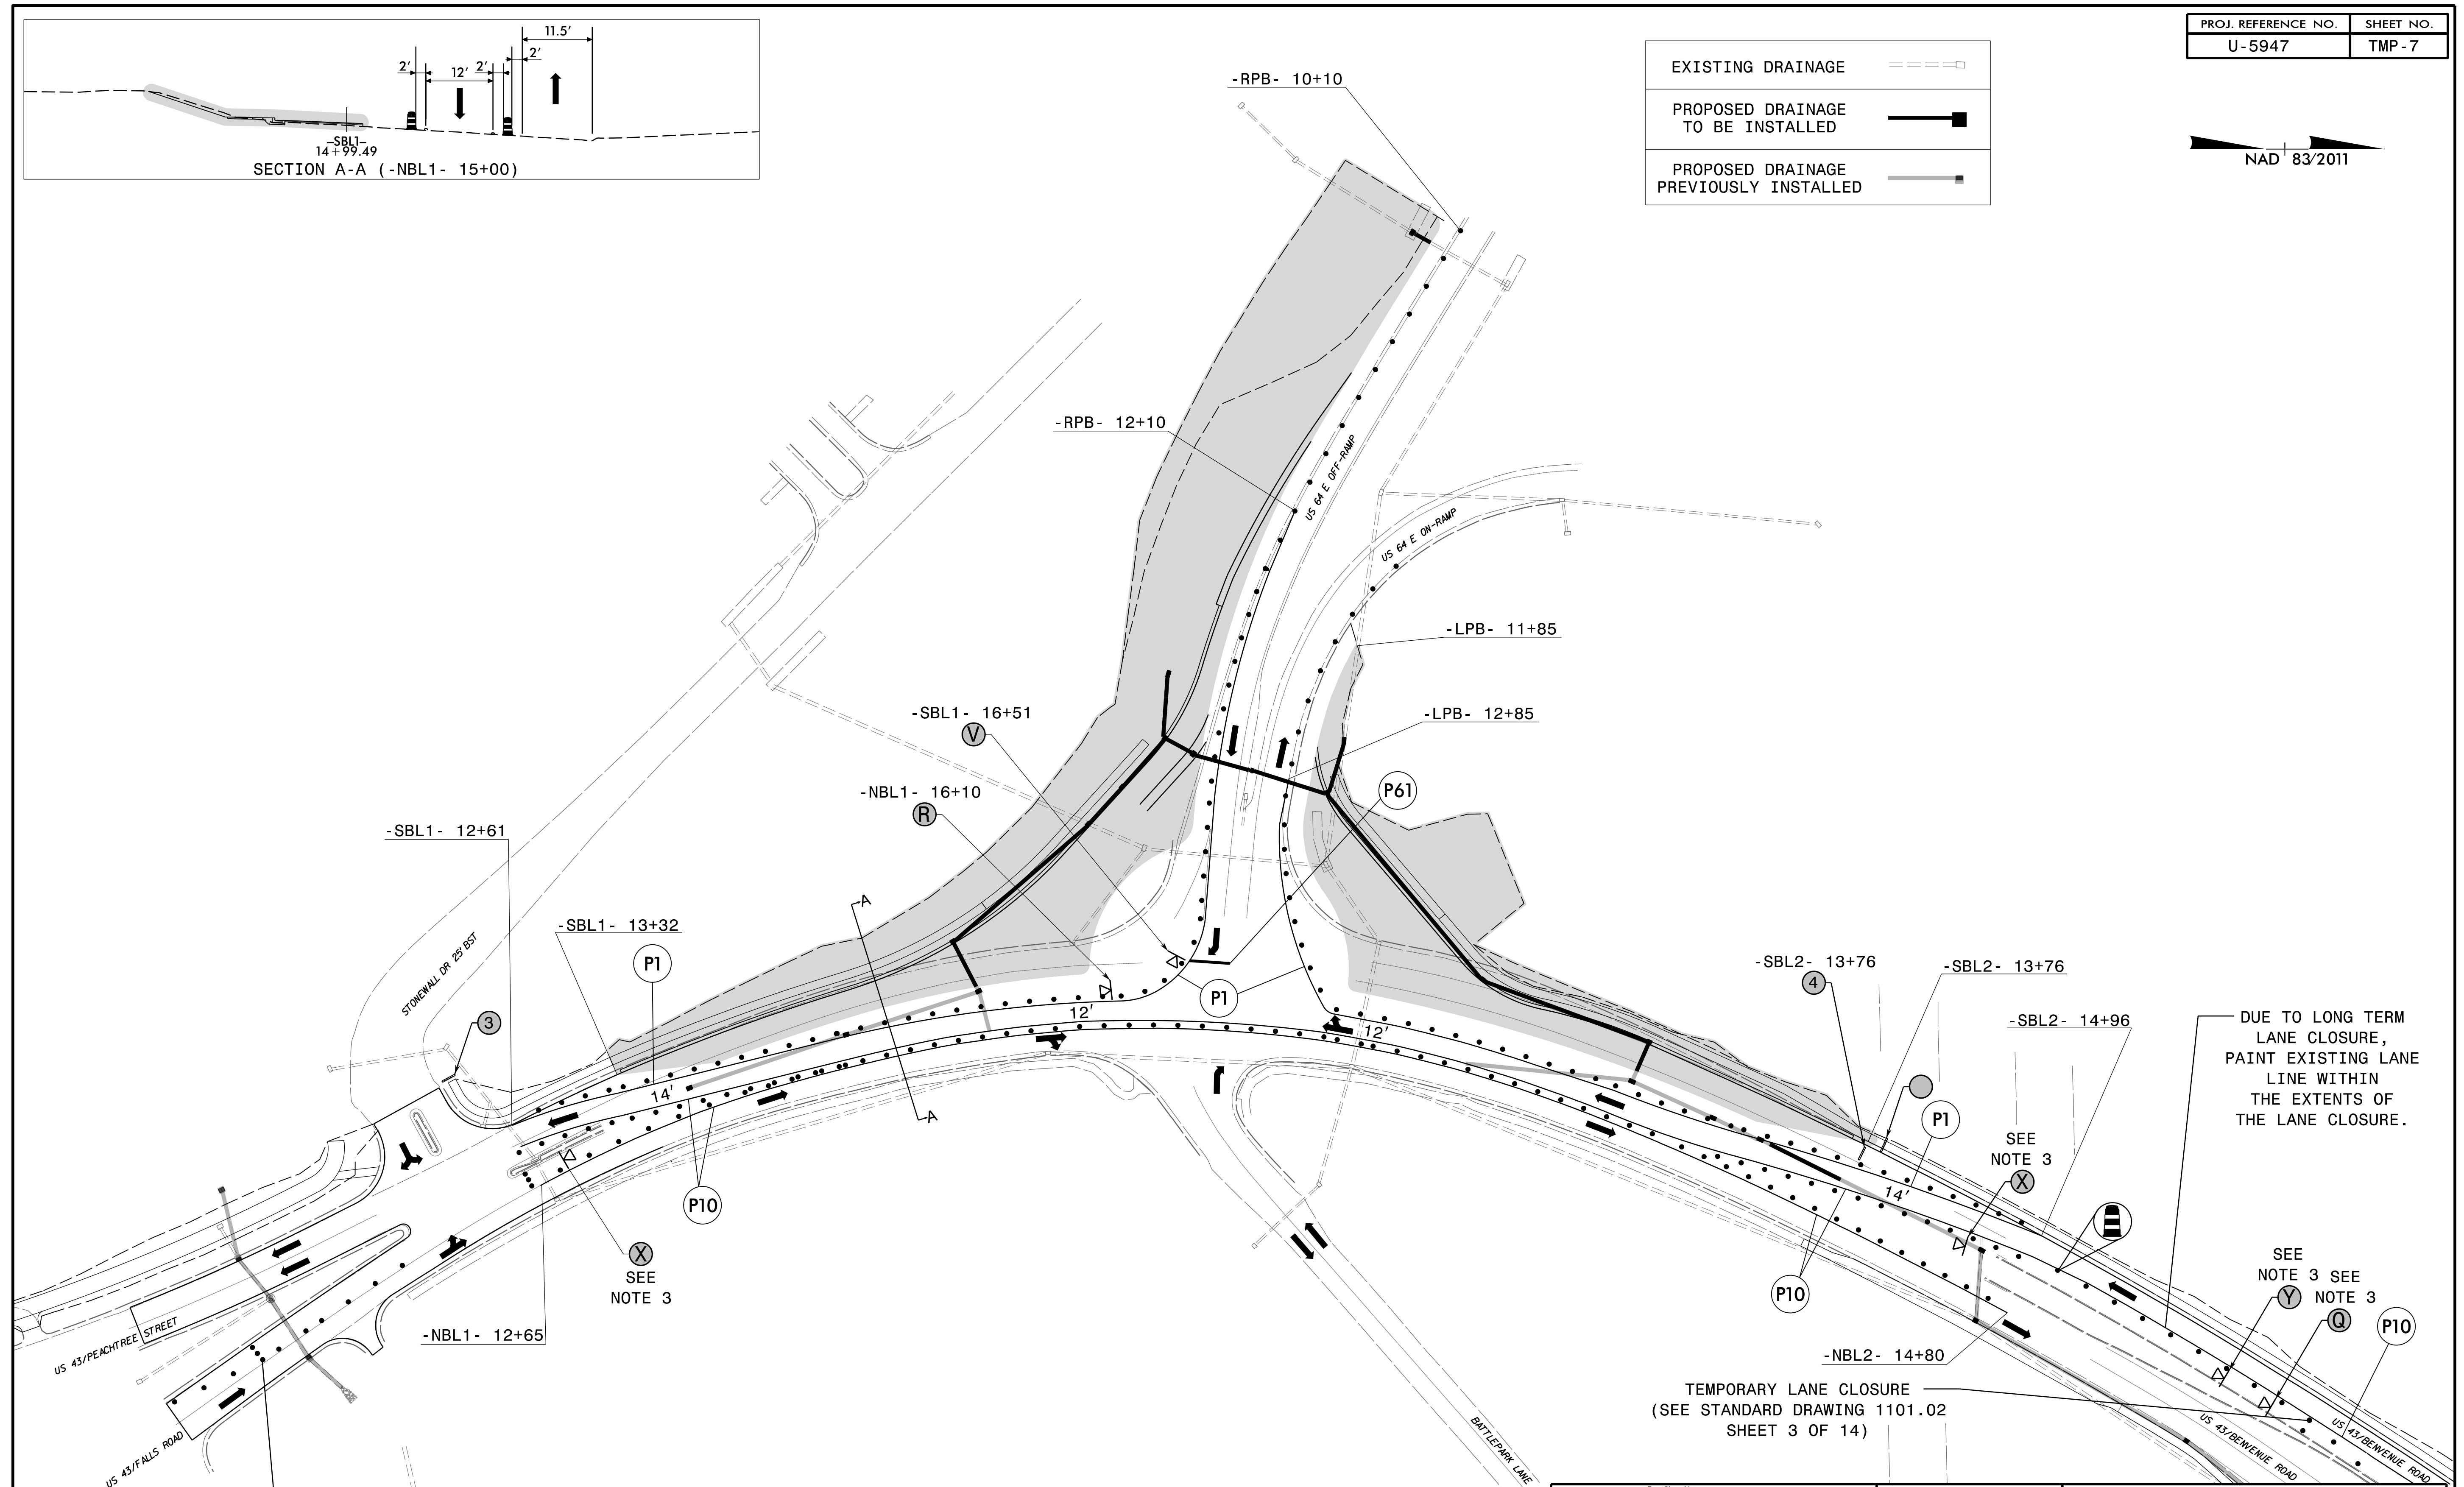 PROJ. REFERENCE NO.
SHEET NO.
U-5947
TMP-7
11.5'
2'
2'
12'
2'
-SBL1-
14+99.49
SECTION A-A (-NBL1- 15+00)
EXISTING DRAINAGE
PROPOSED DRAINAGE
TO BE INSTALLED
PROPOSED DRAINAGE
PREVIOUSLY INSTALLED
NAD 83/2011
-RPB- 10+10
-RPB- 12+10
US 64 E OFF-RAMP
US 64 E ON-RAMP
-LPB- 11+85
-SBL1- 16+51
V
-LPB- 12+85
-NBL1- 16+10
R
P61
-SBL1- 12+61
A
-SBL1- 13+32
P1
STONEWALL DR 25' BST
3
P1
12'
12'
14'
A
-SBL2- 13+76
4
-SBL2- 13+76
-SBL2- 14+96
DUE TO LONG TERM
LANE CLOSURE,
PAINT EXISTING LANE
LINE WITHIN
THE EXTENTS OF
THE LANE CLOSURE.
P1
SEE
NOTE 3
X
14'
P10
X
SEE
NOTE 3
P10
SEE
NOTE 3
Y
SEE
NOTE 3
Q
P10
US 43/PEACHTREE STREET
-NBL1- 12+65
-NBL2- 14+80
TEMPORARY LANE CLOSURE
(SEE STANDARD DRAWING 1101.02
SHEET 3 OF 14)
US 43/FALLS ROAD
BATTLEPARK LANE
US 43/BENVENUE ROAD
US 43/BENVENUE ROAD